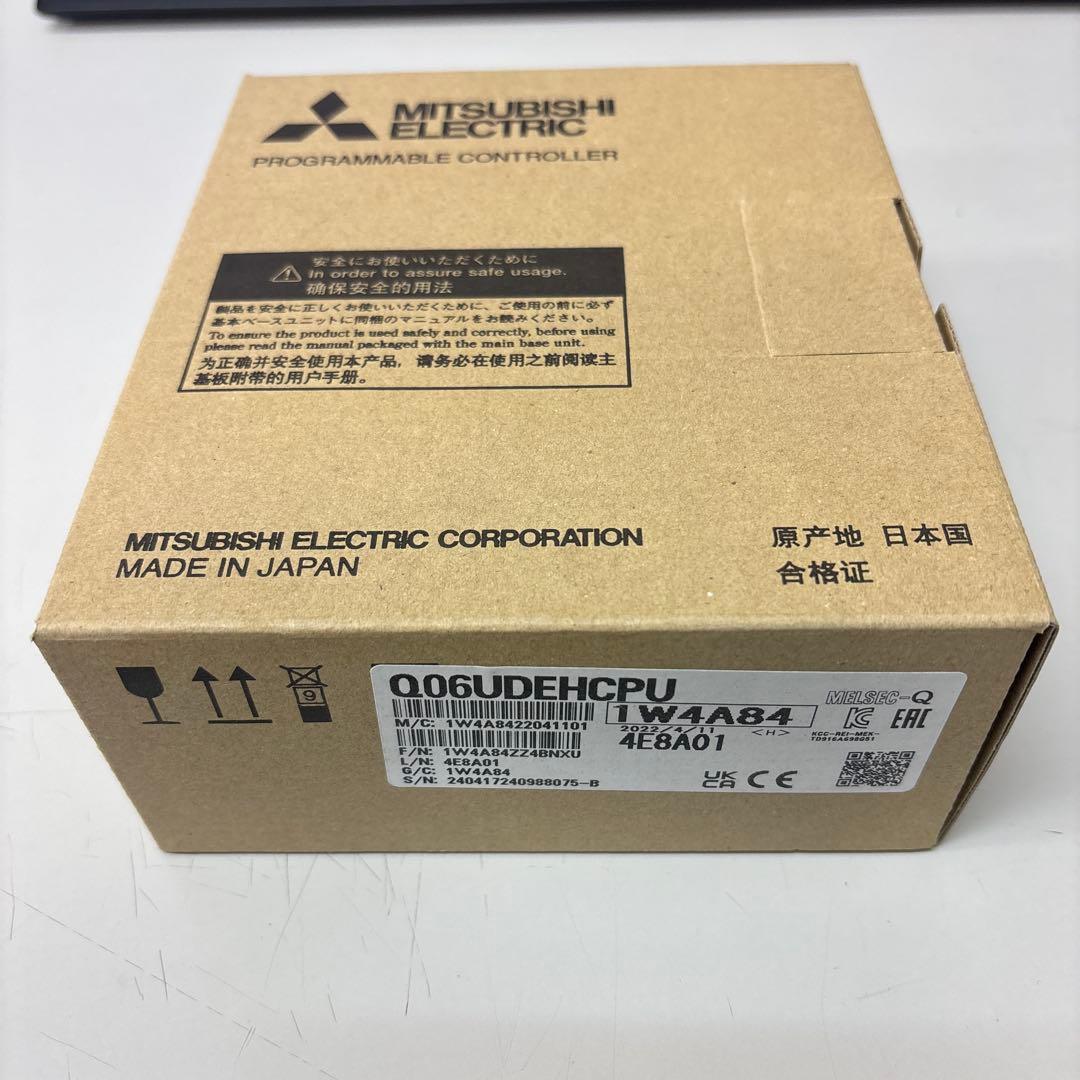 MITSUBISHI
ELECTRIC
PROGRAMMABLE CONTROLLER
安全にお使いいただくために
In order to assure safe usage.
确保安全的用法
製品を安全に正しくお使いいただくために、ご使用の前に必ず
基本ベースユニットに同梱のマニュアルをお読みください。
To ensure the product is used safely and correctly, before using
please read the manual packaged with the main base unit.
为正确并安全使用本产品，请务必在使用之前阅读主
基板附带的用户手册。
MITSUBISHI ELECTRIC CORPORATION
MADE IN JAPAN
原产地 日本国
合格证
9
Q06UDEHCPU
MELSEC-Q
1W4A84
M/C: 1W4A8422041101
2022/4/11 <H>
4E8A01
KC EAC
KCC-REI-MEK-
TD916A698G51
F/N: 1W4A84ZZ4BNXU
L/N: 4E8A01
G/C: 1W4A84
S/N: 240417240988075-B
UK
CA CE